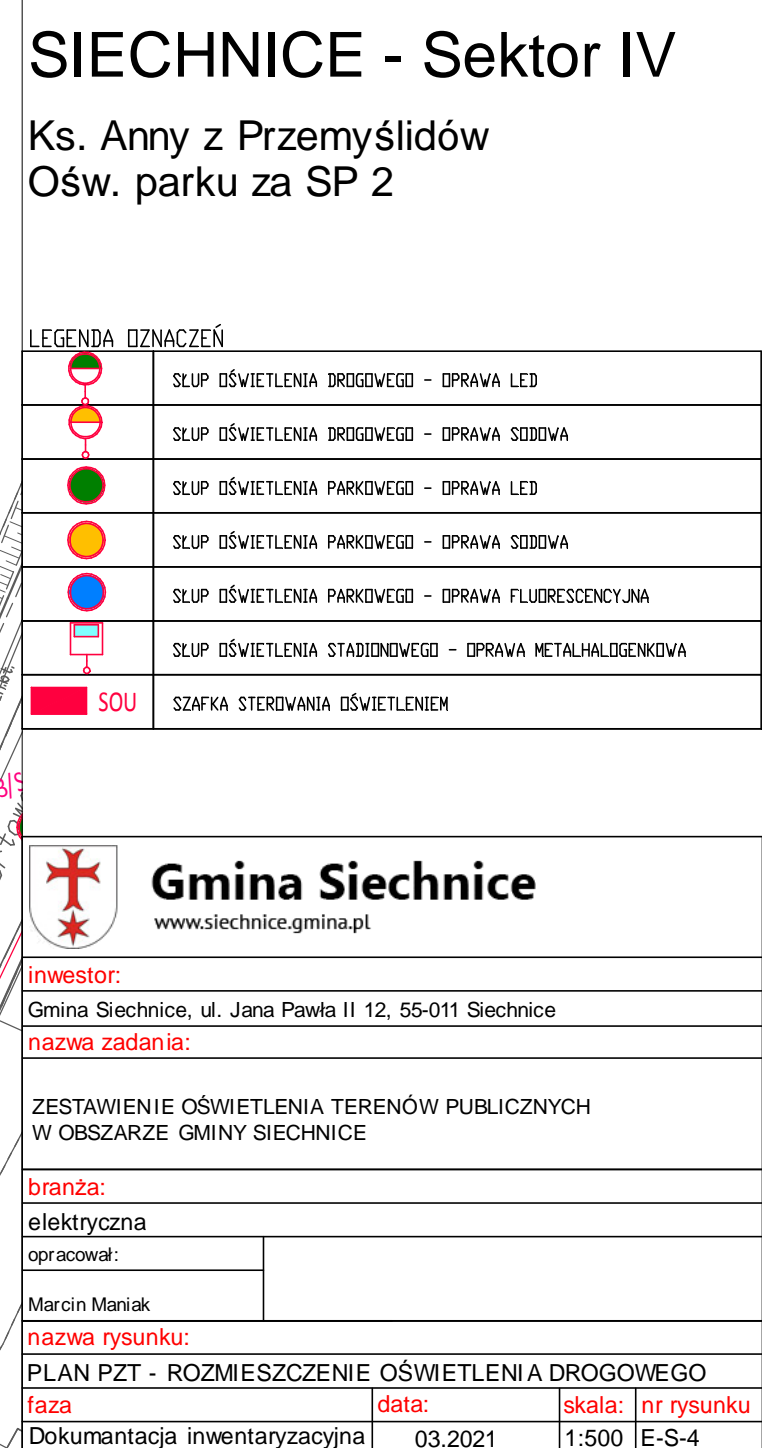 SIECHNICE - Sektor IV
Ks. Anny z Przemyślidów
Ośw. parku za SP 2
LEGENDA OZNACZEŃ
SŁUP OŚWIETLENIA DROGOWEGO - OPRAWA LED
SŁUP OŚWIETLENIA DROGOWEGO - OPRAWA SODOWA
SŁUP OŚWIETLENIA PARKOWEGO - OPRAWA LED
SŁUP OŚWIETLENIA PARKOWEGO - OPRAWA SODOWA
SŁUP OŚWIETLENIA PARKOWEGO - OPRAWA FLUORESCENCYJNA
SŁUP OŚWIETLENIA STADIONOWEGO - OPRAWA METALHALOGENKOWA
SOU SZAFKA STEROWANIA OŚWIETLENIEM
Gmina Siechnice
www.siechnice.gmina.pl
inwestor:
Gmina Siechnice, ul. Jana Pawła II 12, 55-011 Siechnice
nazwa zadania:
ZESTAWIENIE OŚWIETLENIA TERENÓW PUBLICZNYCH
W OBSZARZE GMINY SIECHNICE
branża:
elektryczna
opracował:
Marcin Maniak
nazwa rysunku:
PLAN PZT - ROZMIESZCZENIE OŚWIETLENIA DROGOWEGO
faza data: skala: nr rysunku
Dokumantacja inwentaryzacyjna 03.2021 1:500 E-S-4